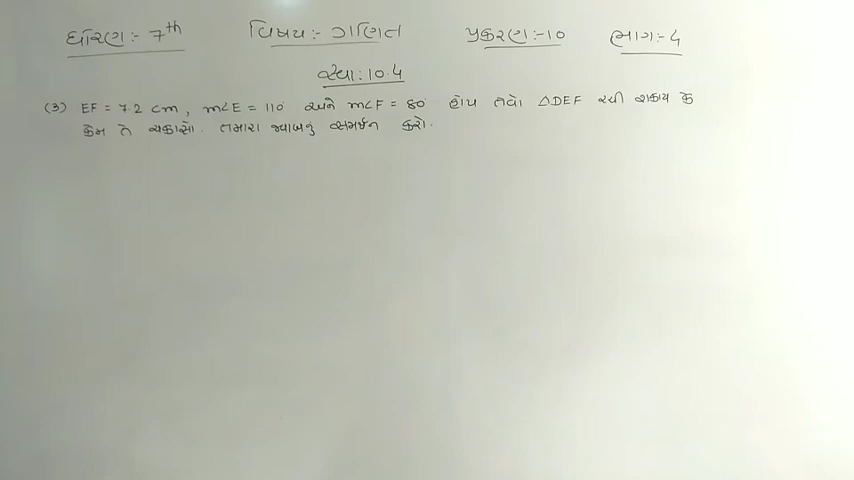 ધોરણ:- 7th વિષય:- ગણિત પ્રકરણ:-10 ભાગ:- 4
સ્વા:10.4
(3) EF = 7.2 cm, m∠E = 110° અને m∠F = 80° હોય તેવો △DEF રચી શકાય કે
કેમ તે ચકાસો. તમારા જવાબનું સમર્થન કરો.